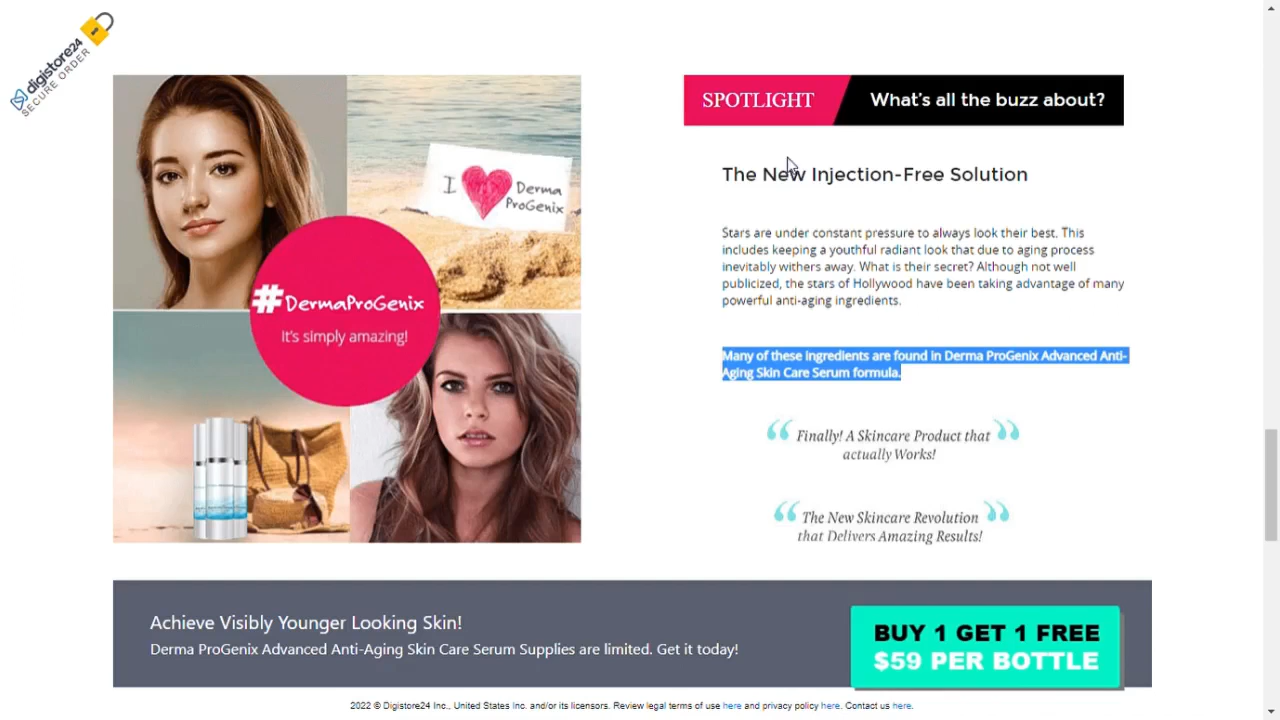 digistore24
SECURE ORDER
I Derma
ProGenix
#DermaProGenix
It's simply amazing!
SPOTLIGHT What's all the buzz about?
The New Injection-Free Solution
Stars are under constant pressure to always look their best. This
includes keeping a youthful radiant look that due to aging process
inevitably withers away. What is their secret? Although not well
publicized, the stars of Hollywood have been taking advantage of many
powerful anti-aging ingredients.
Many of these ingredients are found in Derma ProGenix Advanced Anti-
Aging Skin Care Serum formula.
“ Finally! A Skincare Product that ”
actually Works!
“ The New Skincare Revolution ”
that Delivers Amazing Results!
Achieve Visibly Younger Looking Skin!
Derma ProGenix Advanced Anti-Aging Skin Care Serum Supplies are limited. Get it today!
BUY 1 GET 1 FREE
$59 PER BOTTLE
2022 © Digistore24 Inc., United States Inc. and/or its licensors. Review legal terms of use here and privacy policy here. Contact us here.